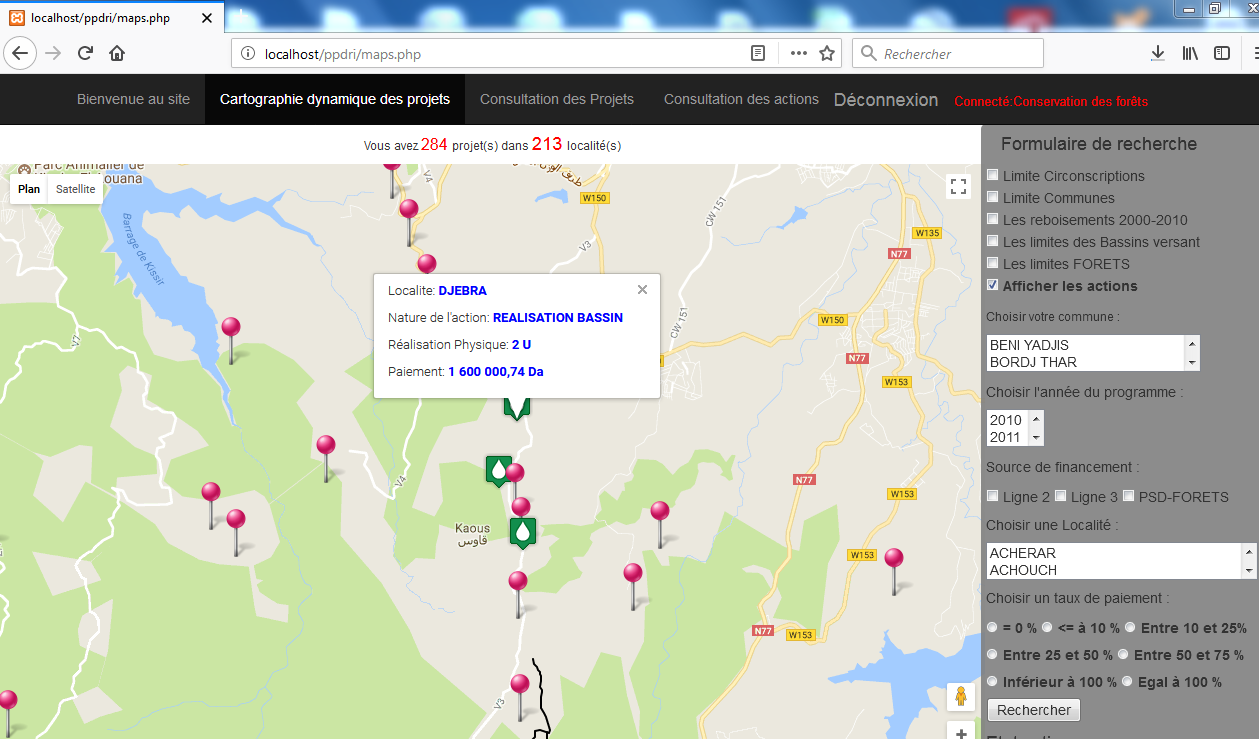 localhost/ppdri/maps.php
localhost/ppdri/maps.php
Rechercher
Bienvenue au site
Cartographie dynamique des projets
Consultation des Projets
Consultation des actions
Déconnexion
Connecté:Conservation des forêts
Vous avez 284 projet(s) dans 213 localité(s)
Parc Animalier de
Plan
Satellite
V4
W150
CW 151
W135
N77
Barrage de Kissir
V3
Localite: DJEBRA
Nature de l'action: REALISATION BASSIN
Réalisation Physique: 2 U
Paiement: 1 600 000,74 Da
CW 151
W150
N77
W153
V7
V4
N77
W153
Kaous
قاوس
W153
N77
W153
V3
Formulaire de recherche
Limite Circonscriptions
Limite Communes
Les reboisements 2000-2010
Les limites des Bassins versant
Les limites FORETS
Afficher les actions
Choisir votre commune :
BENI YADJIS
BORDJ THAR
Choisir l'année du programme :
2010
2011
Source de financement :
Ligne 2 Ligne 3 PSD-FORETS
Choisir une Localité :
ACHERAR
ACHOUCH
Choisir un taux de paiement :
= 0 % <= à 10 % Entre 10 et 25%
Entre 25 et 50 % Entre 50 et 75 %
Inférieur à 100 % Egal à 100 %
Rechercher